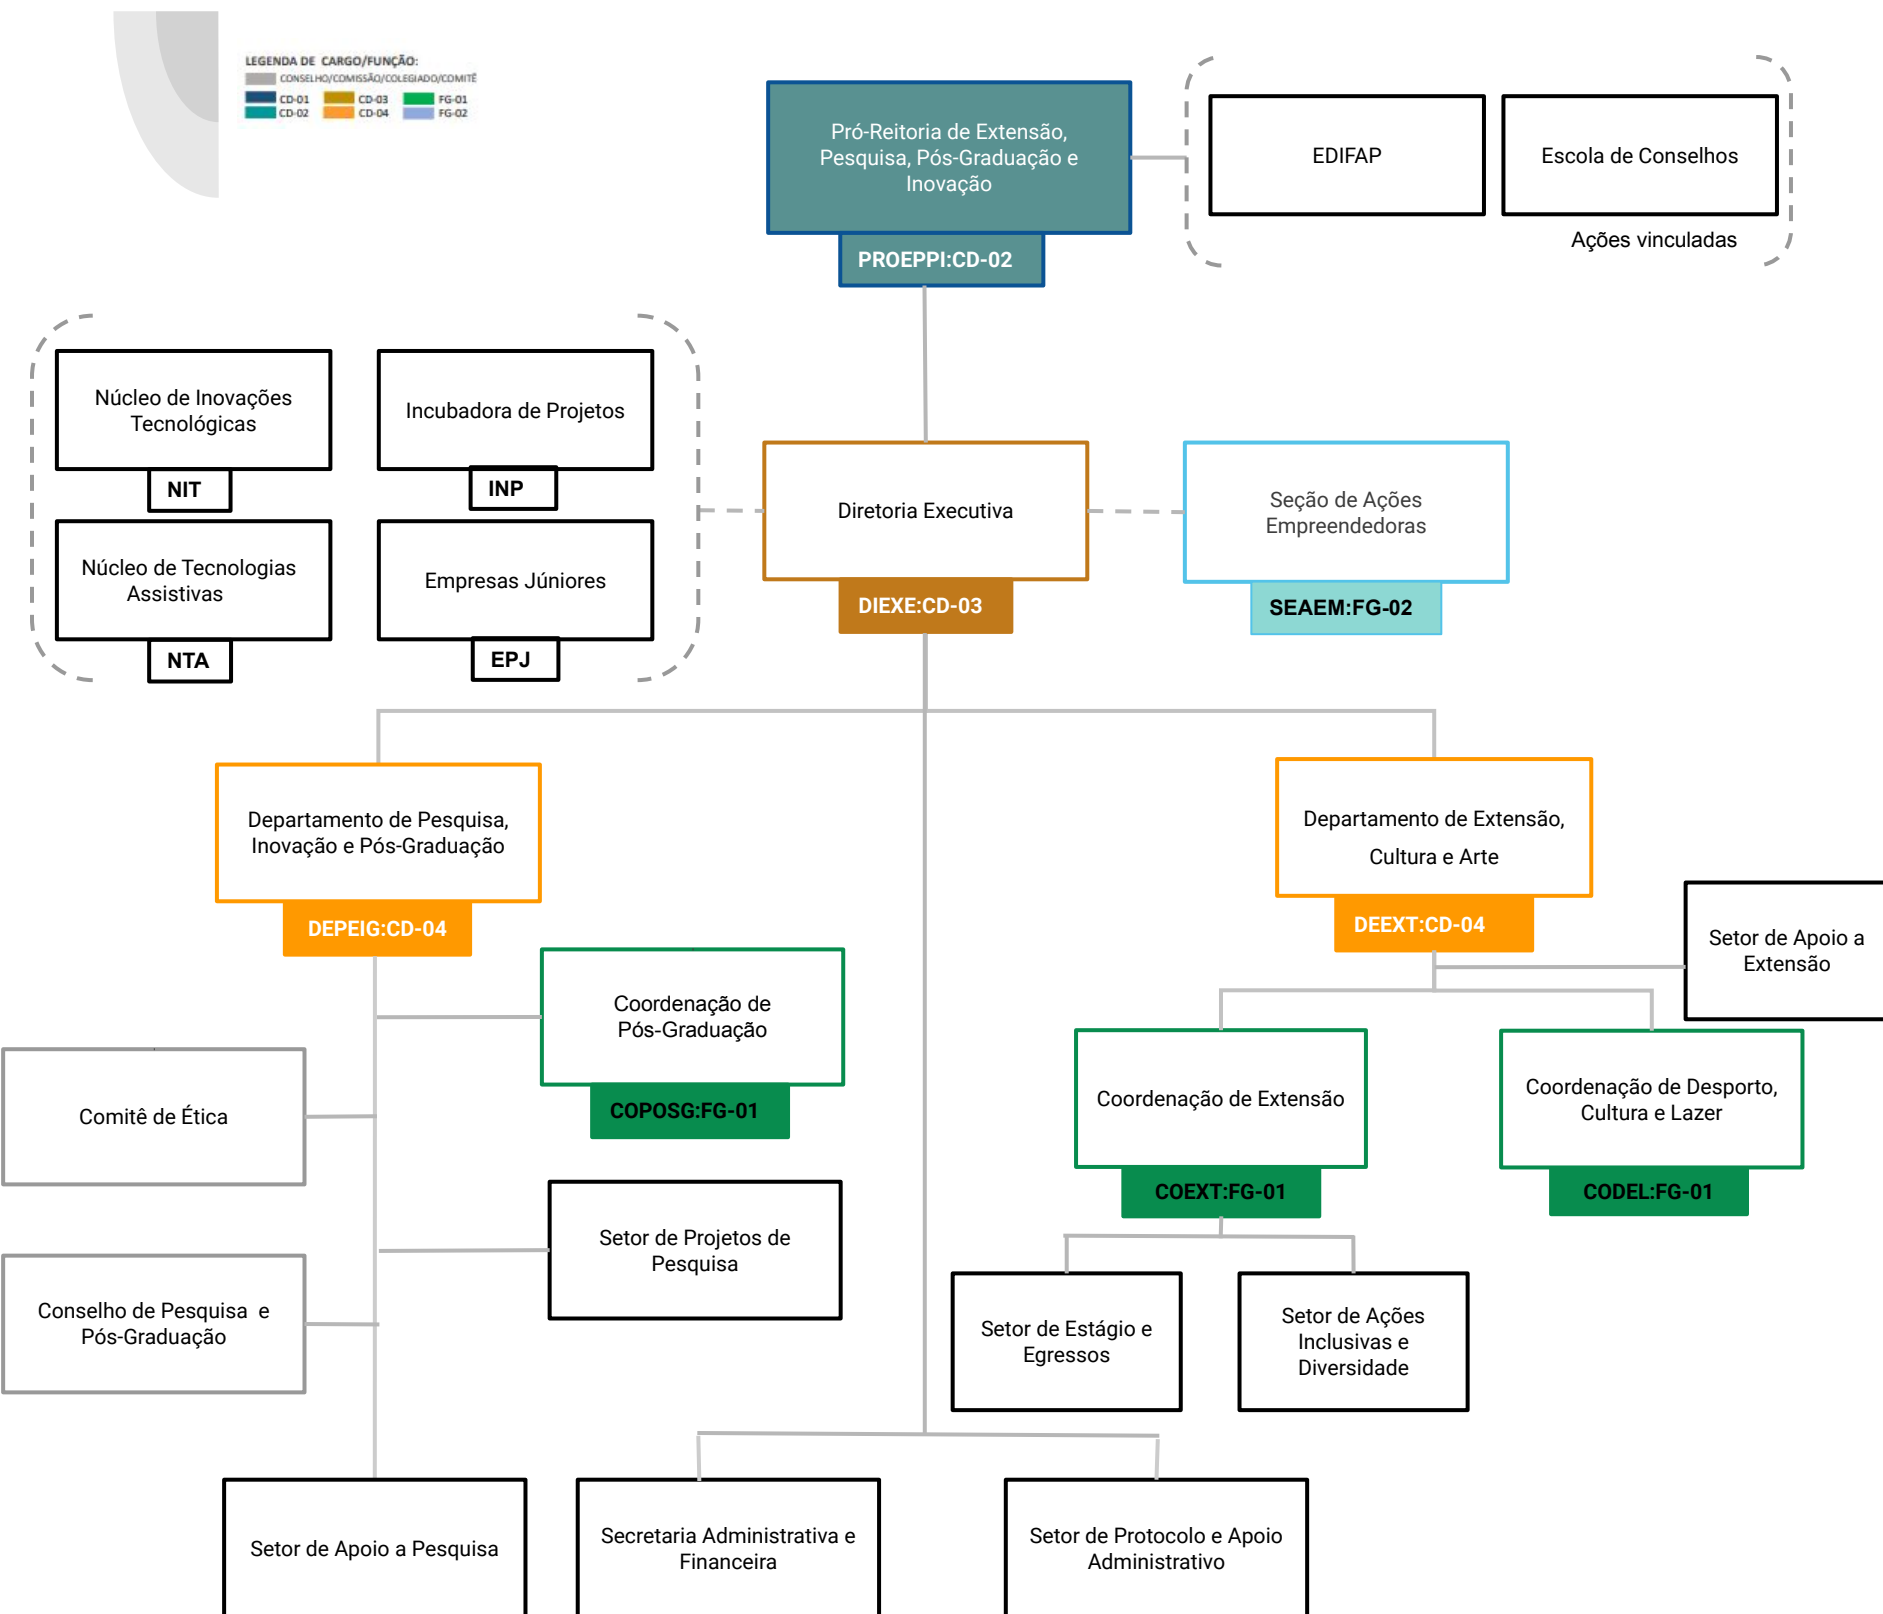 LEGENDA DE CARGO/FUNÇÃO:
CONSELHO/COMISSÃO/COLEGIADO/COMITÊ
CD-01 CD-03 FG-01
CD-02 CD-04 FG-02
Pró-Reitoria de Extensão,
Pesquisa, Pós-Graduação e
Inovação
PROEPPI:CD-02
EDIFAP
Escola de Conselhos
Ações vinculadas
Núcleo de Inovações
Tecnológicas
NIT
Incubadora de Projetos
INP
Núcleo de Tecnologias
Assistivas
NTA
Empresas Júniores
EPJ
Diretoria Executiva
DIEXE:CD-03
Seção de Ações
Empreendedoras
SEAEM:FG-02
Departamento de Pesquisa,
Inovação e Pós-Graduação
DEPEIG:CD-04
Departamento de Extensão,
Cultura e Arte
DEEXT:CD-04
Setor de Apoio a
Extensão
Coordenação de
Pós-Graduação
COPOSG:FG-01
Comitê de Ética
Coordenação de Extensão
COEXT:FG-01
Coordenação de Desporto,
Cultura e Lazer
CODEL:FG-01
Setor de Projetos de
Pesquisa
Conselho de Pesquisa e
Pós-Graduação
Setor de Estágio e
Egressos
Setor de Ações
Inclusivas e
Diversidade
Setor de Apoio a Pesquisa
Secretaria Administrativa e
Financeira
Setor de Protocolo e Apoio
Administrativo